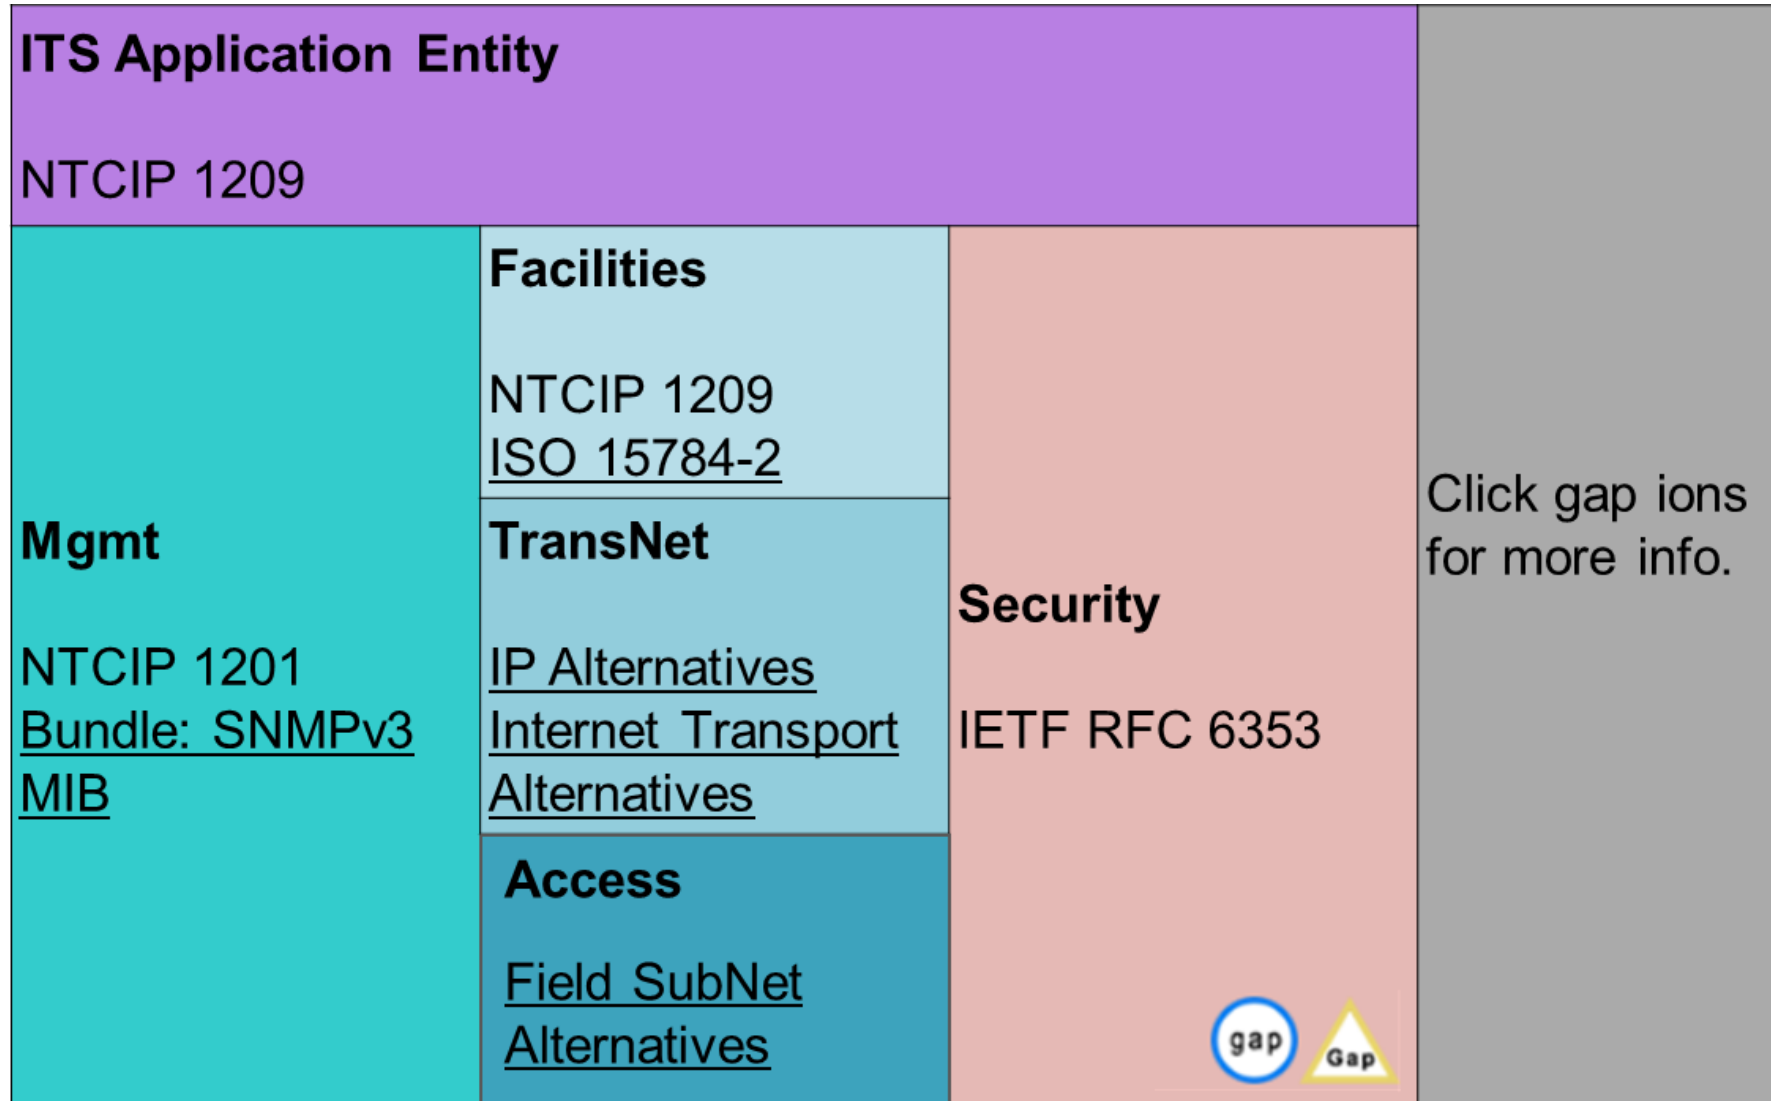 ITS Application Entity
NTCIP 1209
Mgmt
NTCIP 1201
Bundle: SNMPv3
MIB
Facilities
NTCIP 1209
ISO 15784-2
TransNet
IP Alternatives
Internet Transport
Alternatives
Access
Field SubNet
Alternatives
Security
IETF RFC 6353
gap
Gap
Click gap ions
for more info.